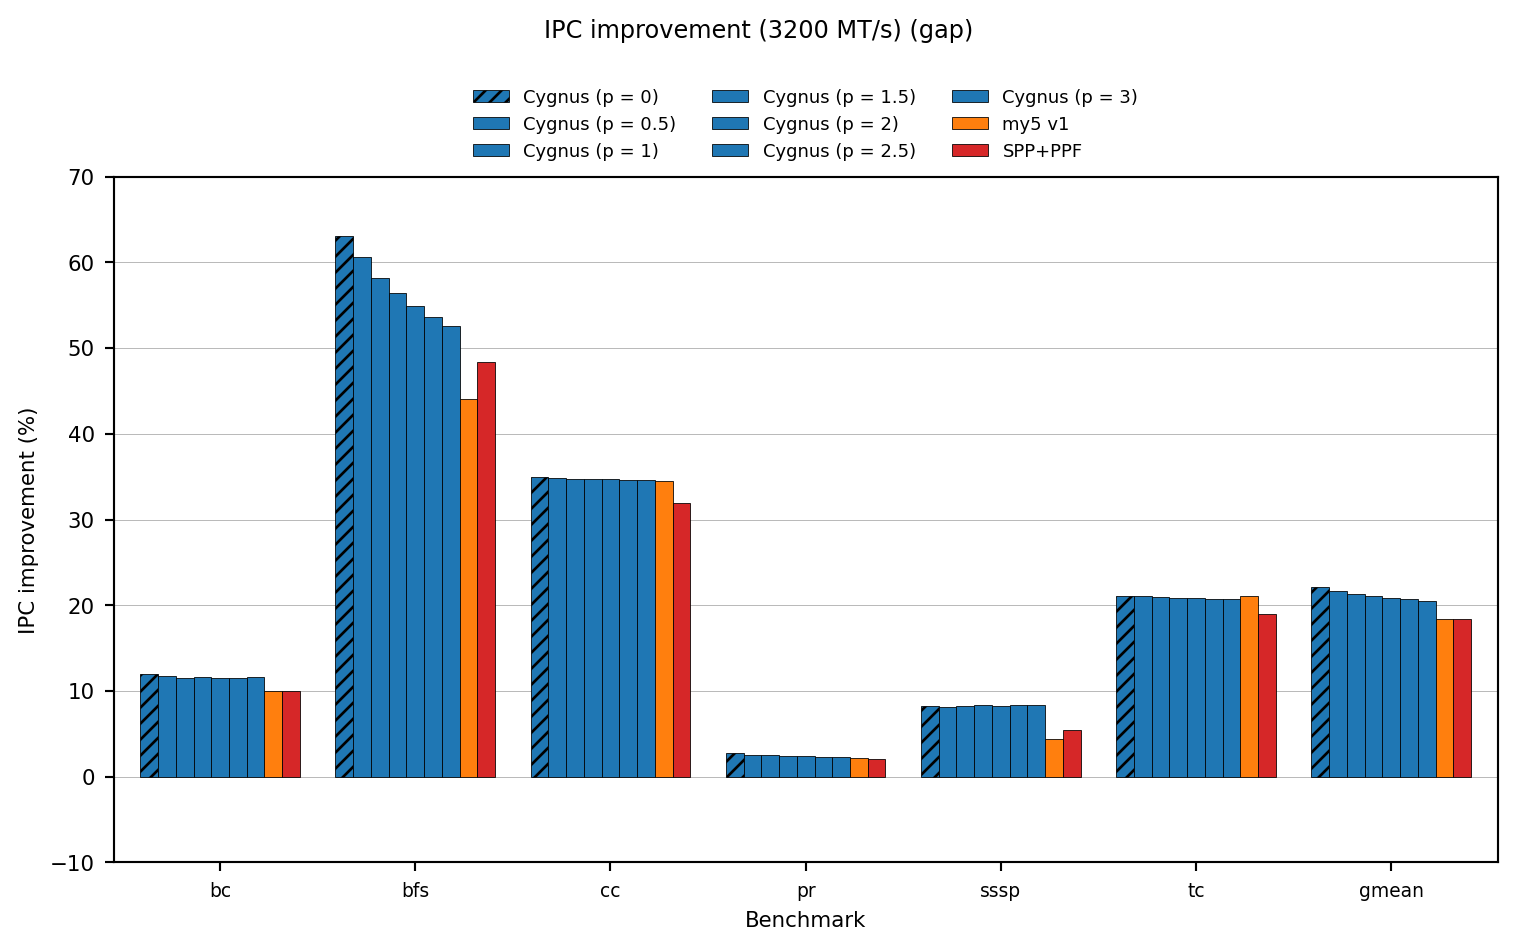 IPC improvement (3200 MT/s) (gap)
Cygnus (p = 0)
Cygnus (p = 0.5)
Cygnus (p = 1)
Cygnus (p = 1.5)
Cygnus (p = 2)
Cygnus (p = 2.5)
Cygnus (p = 3)
my5 v1
SPP+PPF
IPC improvement (%)
70
60
50
40
30
20
10
0
−10
bc bfs cc pr sssp tc gmean
Benchmark